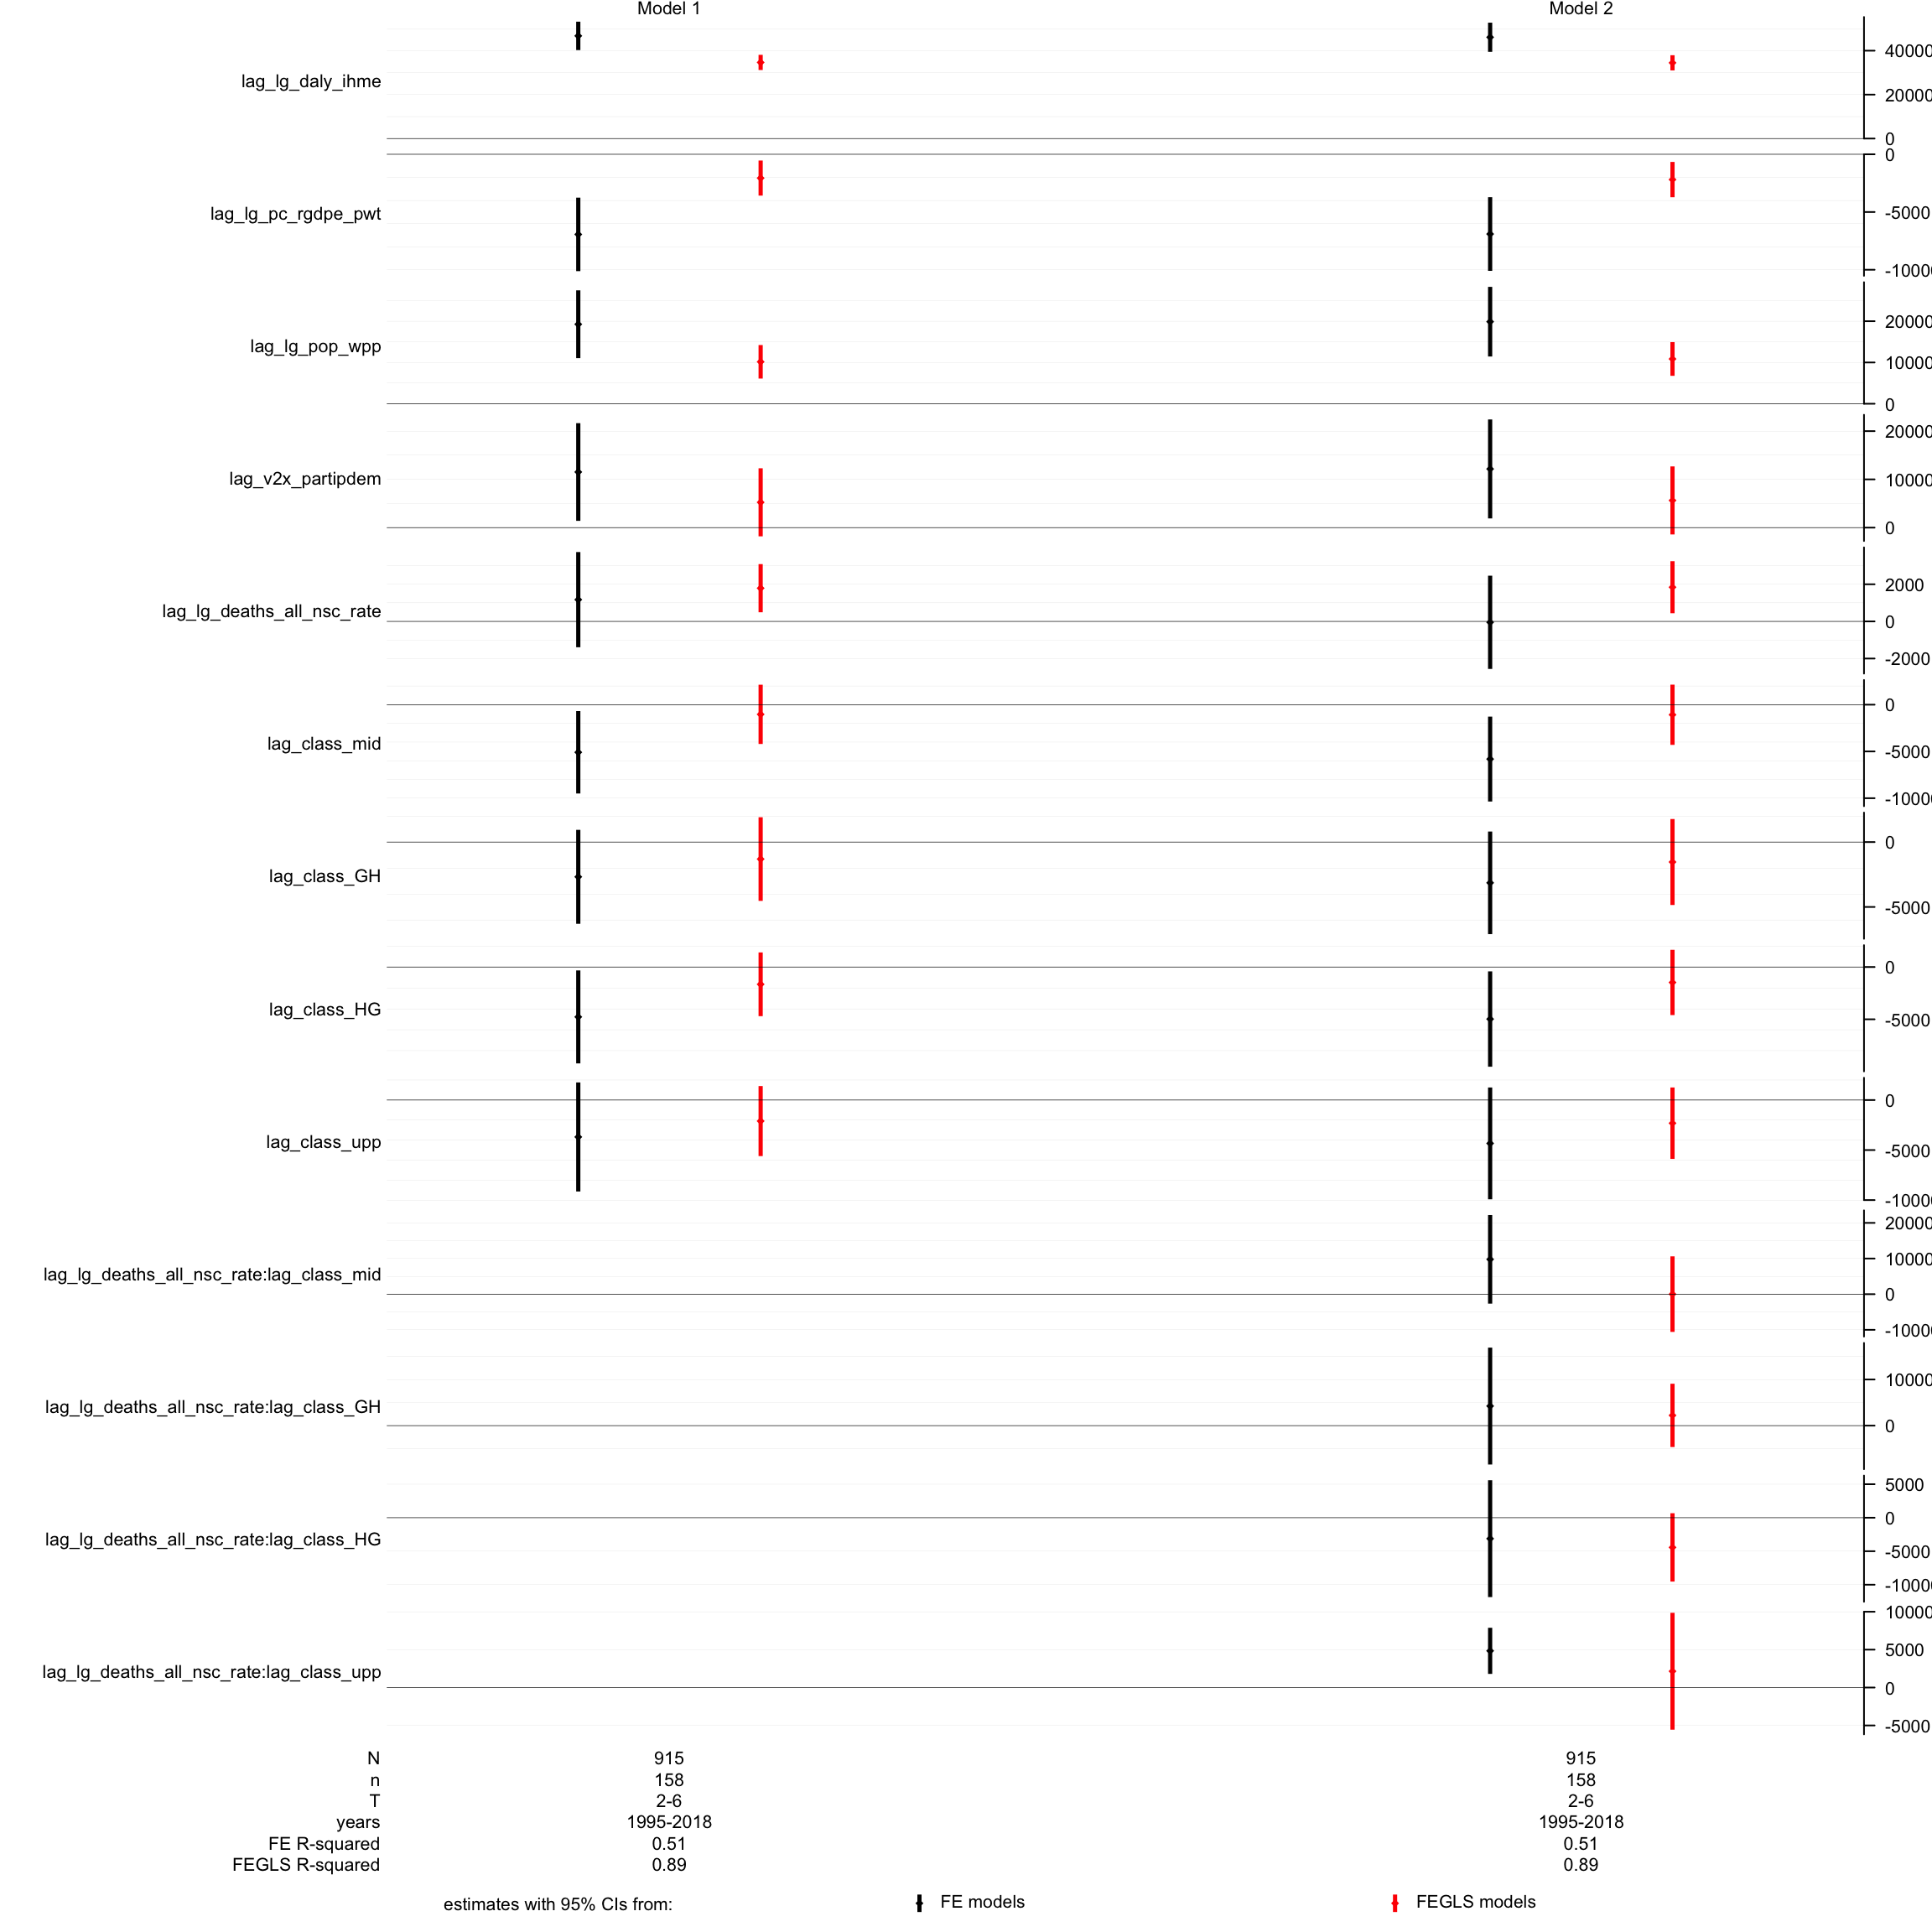 Model 1 Model 2
40000
lag_lg_daly_ihme
20000
0
0
lag_lg_pc_rgdpe_pwt
-5000
-10000
20000
lag_lg_pop_wpp
10000
0
20000
lag_v2x_partipdem
10000
0
2000
lag_lg_deaths_all_nsc_rate
0
-2000
0
lag_class_mid
-5000
-10000
0
lag_class_GH
-5000
0
lag_class_HG
-5000
0
lag_class_upp
-5000
-10000
20000
10000
lag_lg_deaths_all_nsc_rate:lag_class_mid
0
-10000
10000
lag_lg_deaths_all_nsc_rate:lag_class_GH
0
5000
0
lag_lg_deaths_all_nsc_rate:lag_class_HG
-5000
-10000
10000
5000
lag_lg_deaths_all_nsc_rate:lag_class_upp
0
-5000
N 915 915
n 158 158
T 2-6 2-6
years 1995-2018 1995-2018
FE R-squared 0.51 0.51
FEGLS R-squared 0.89 0.89
estimates with 95% CIs from: FE models FEGLS models